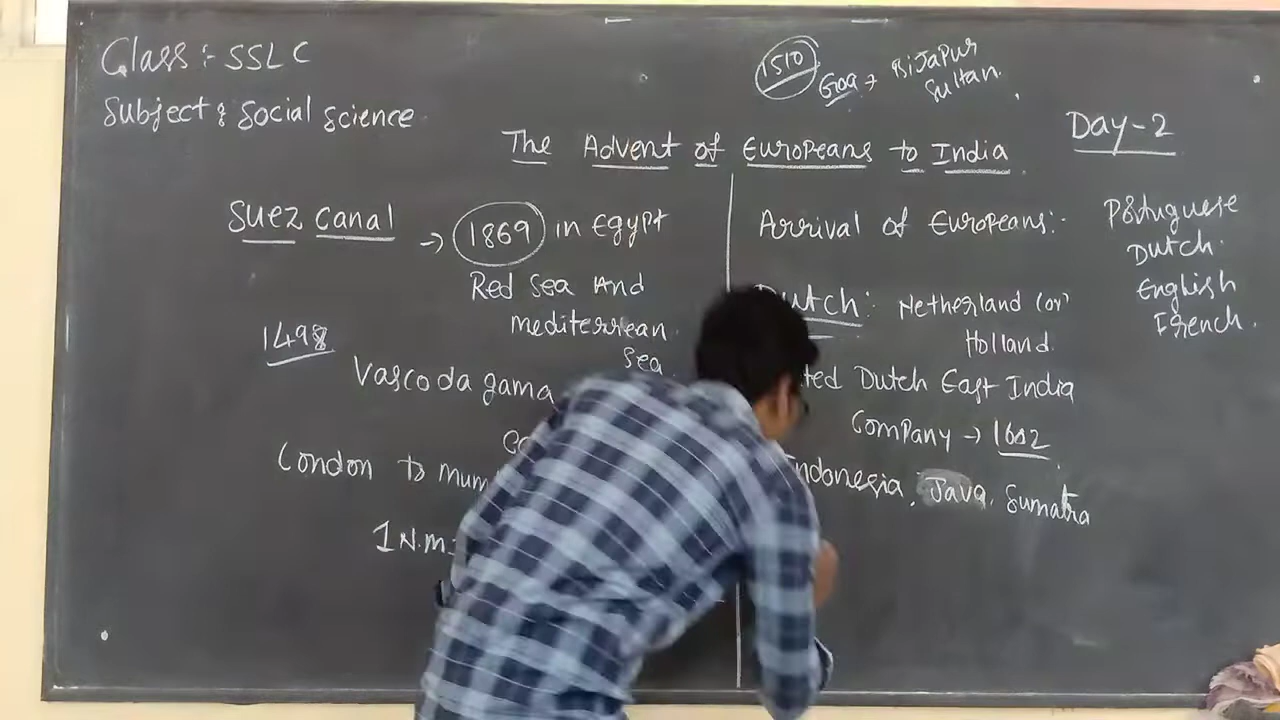 Class :- SSLC
Subject : Social Science
1510
Goa → BiJaPur
Sultan.
The Advent of Europeans to India
Day-2
Suez Canal
→ 1869 in Egypt
Red Sea And
mediterrean
Sea
1498
Vasco da gama
London to
1 N.m
Arrival of Europeans:-
Dutch: Netherland (or)
Holland.
Dutch East India
Company → 1602
Indonesia, Java, Sumatra
Portuguese
Dutch.
English
French.